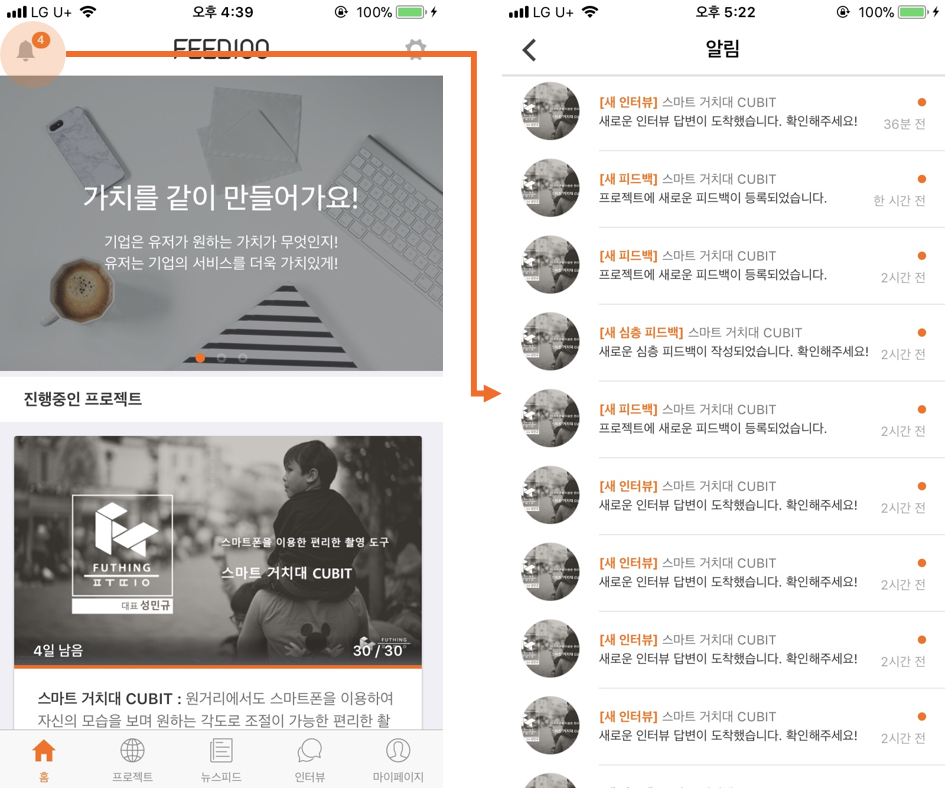 LG U+
오후 4:39
100%
4
FEED100
가치를 같이 만들어가요!
기업은 유저가 원하는 가치가 무엇인지!
유저는 기업의 서비스를 더욱 가치있게!
진행중인 프로젝트
FUTHING
ㅍㅜㄸㅣㅇ
대표 성민규
스마트폰을 이용한 편리한 촬영 도구
스마트 거치대 CUBIT
FUTHING
4일 남음
30 / 30
스마트 거치대 CUBIT : 원거리에서도 스마트폰을 이용하여
자신의 모습을 보며 원하는 각도로 조절이 가능한 편리한 촬
홈
프로젝트
뉴스피드
인터뷰
마이페이지
LG U+
오후 5:22
100%
알림
[새 인터뷰] 스마트 거치대 CUBIT
새로운 인터뷰 답변이 도착했습니다. 확인해주세요!
36분 전
[새 피드백] 스마트 거치대 CUBIT
프로젝트에 새로운 피드백이 등록되었습니다.
한 시간 전
[새 피드백] 스마트 거치대 CUBIT
프로젝트에 새로운 피드백이 등록되었습니다.
2시간 전
[새 심층 피드백] 스마트 거치대 CUBIT
새로운 심층 피드백이 작성되었습니다. 확인해주세요!
2시간 전
[새 피드백] 스마트 거치대 CUBIT
프로젝트에 새로운 피드백이 등록되었습니다.
2시간 전
[새 인터뷰] 스마트 거치대 CUBIT
새로운 인터뷰 답변이 도착했습니다. 확인해주세요!
2시간 전
[새 인터뷰] 스마트 거치대 CUBIT
새로운 인터뷰 답변이 도착했습니다. 확인해주세요!
2시간 전
[새 인터뷰] 스마트 거치대 CUBIT
새로운 인터뷰 답변이 도착했습니다. 확인해주세요!
2시간 전
[새 인터뷰] 스마트 거치대 CUBIT
새로운 인터뷰 답변이 도착했습니다. 확인해주세요!
2시간 전